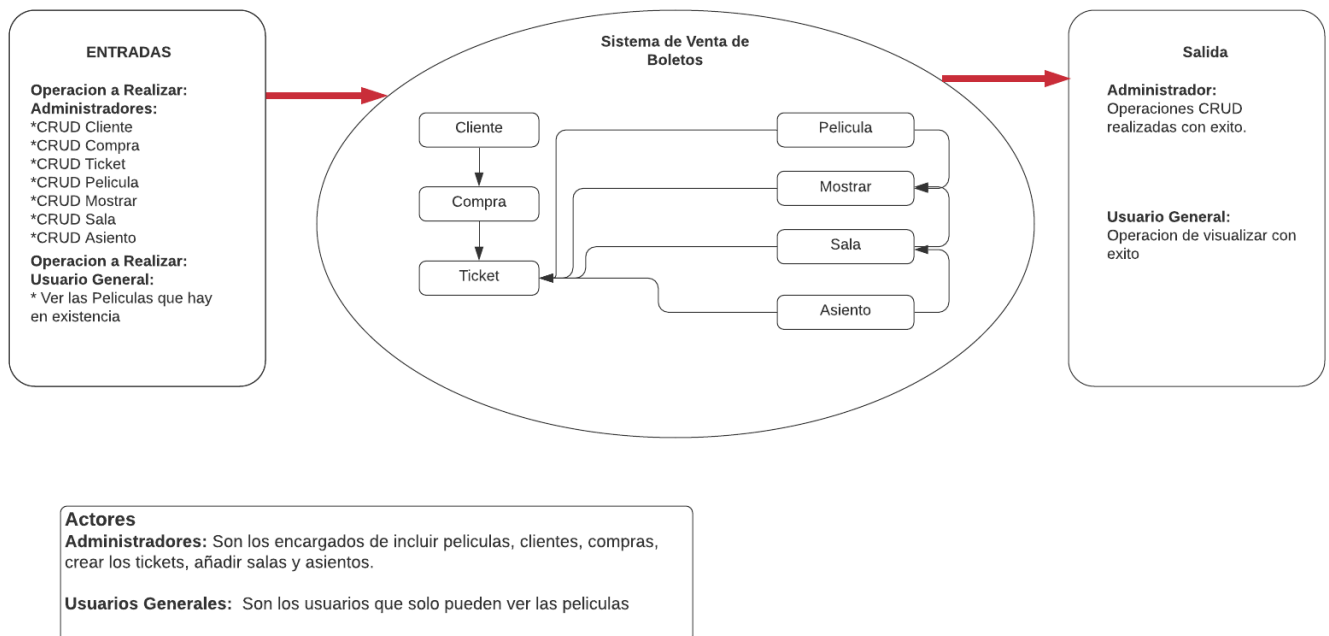 ENTRADAS
Operacion a Realizar:
Administradores:
*CRUD Cliente
*CRUD Compra
*CRUD Ticket
*CRUD Pelicula
*CRUD Mostrar
*CRUD Sala
*CRUD Asiento
Operacion a Realizar:
Usuario General:
* Ver las Peliculas que hay
en existencia
Sistema de Venta de
Boletos
Cliente
Compra
Ticket
Pelicula
Mostrar
Sala
Asiento
Salida
Administrador:
Operaciones CRUD
realizadas con exito.
Usuario General:
Operacion de visualizar con
exito
Actores
Administradores: Son los encargados de incluir peliculas, clientes, compras,
crear los tickets, añadir salas y asientos.
Usuarios Generales: Son los usuarios que solo pueden ver las peliculas